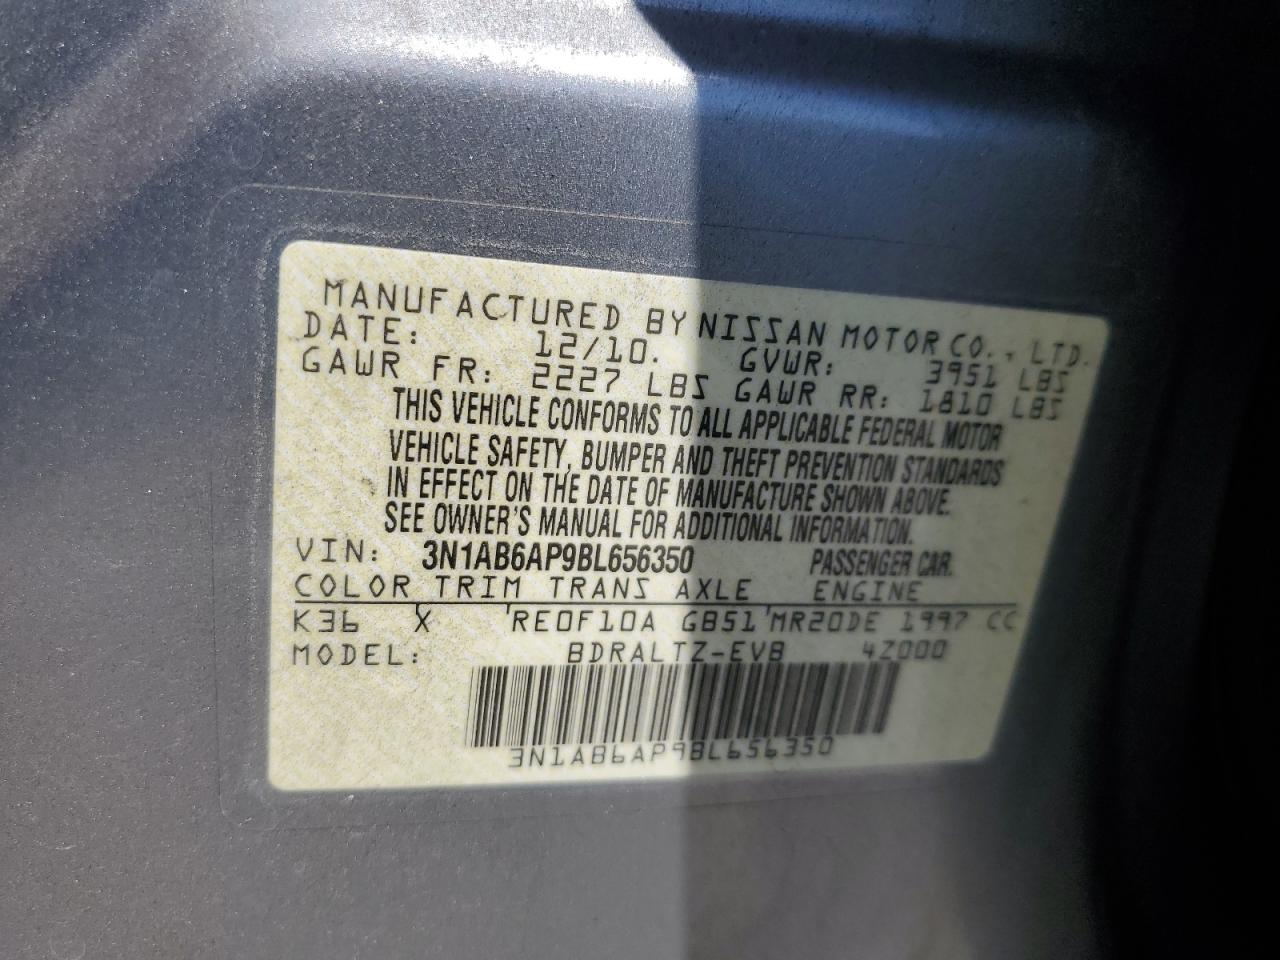 MANUFACTURED BY NISSAN MOTOR CO., LTD.
DATE: 12/10. GVWR: 3951 LBS
GAWR FR: 2227 LBS GAWR RR: 1810 LBS
THIS VEHICLE CONFORMS TO ALL APPLICABLE FEDERAL MOTOR
VEHICLE SAFETY, BUMPER AND THEFT PREVENTION STANDARDS
IN EFFECT ON THE DATE OF MANUFACTURE SHOWN ABOVE.
SEE OWNER'S MANUAL FOR ADDITIONAL INFORMATION.
VIN: 3N1AB6AP9BL656350 PASSENGER CAR.
COLOR TRIM TRANS AXLE ENGINE
K36 X RE0F10A GB51 MR20DE 1997 CC
MODEL: BDRALTZ-EVB 4Z000
3N1AB6AP9BL656350